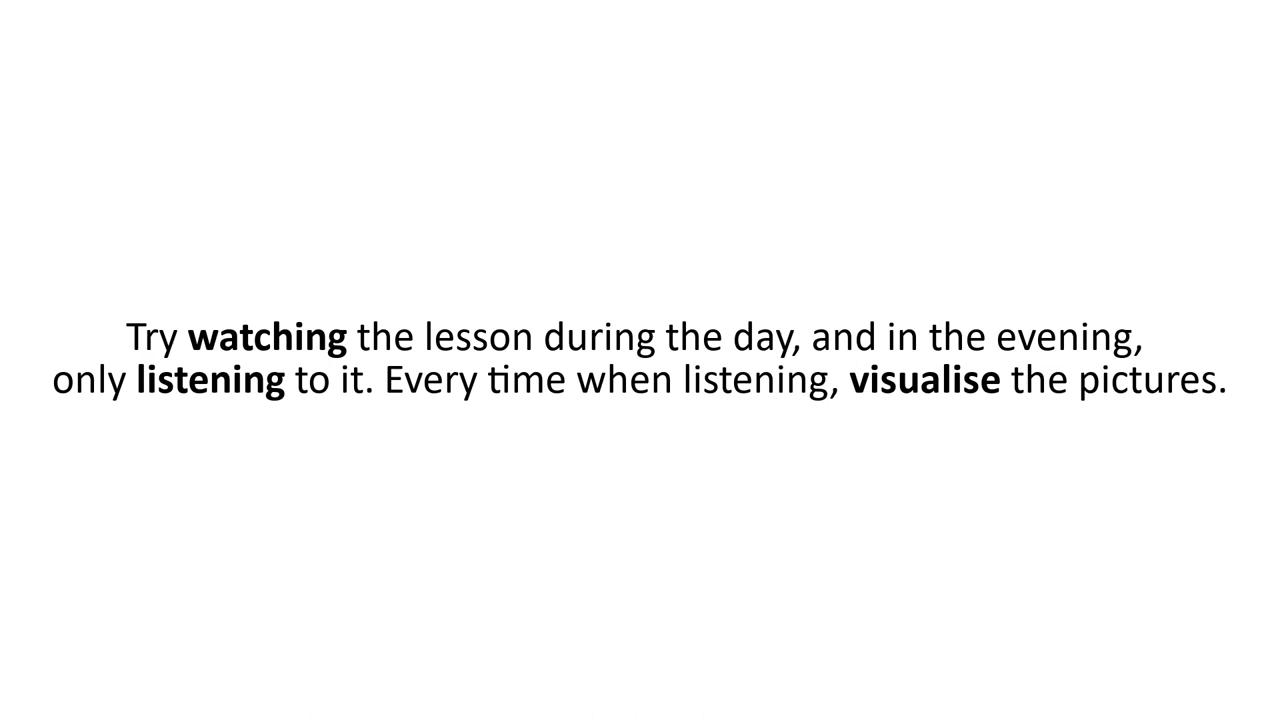 Try watching the lesson during the day, and in the evening,
only listening to it. Every time when listening, visualise the pictures.